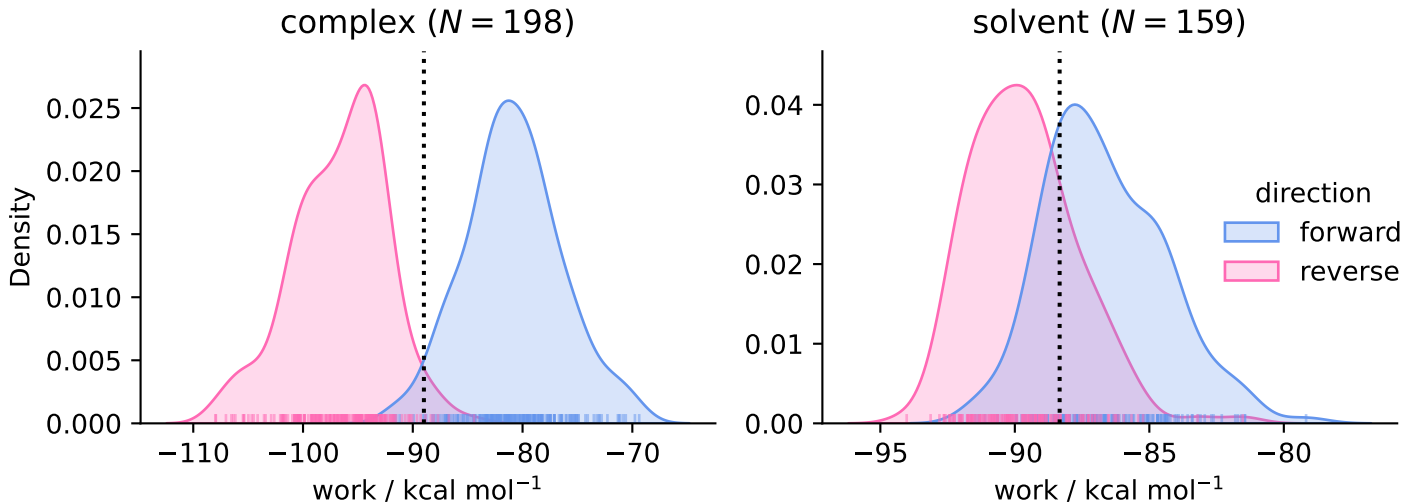 complex (N = 198)
Density
0.025
0.020
0.015
0.010
0.005
0.000
−110
−100
−90
−80
−70
work / kcal mol⁻¹
solvent (N = 159)
0.04
0.03
0.02
0.01
0.00
−95
−90
−85
−80
work / kcal mol⁻¹
direction
forward
reverse